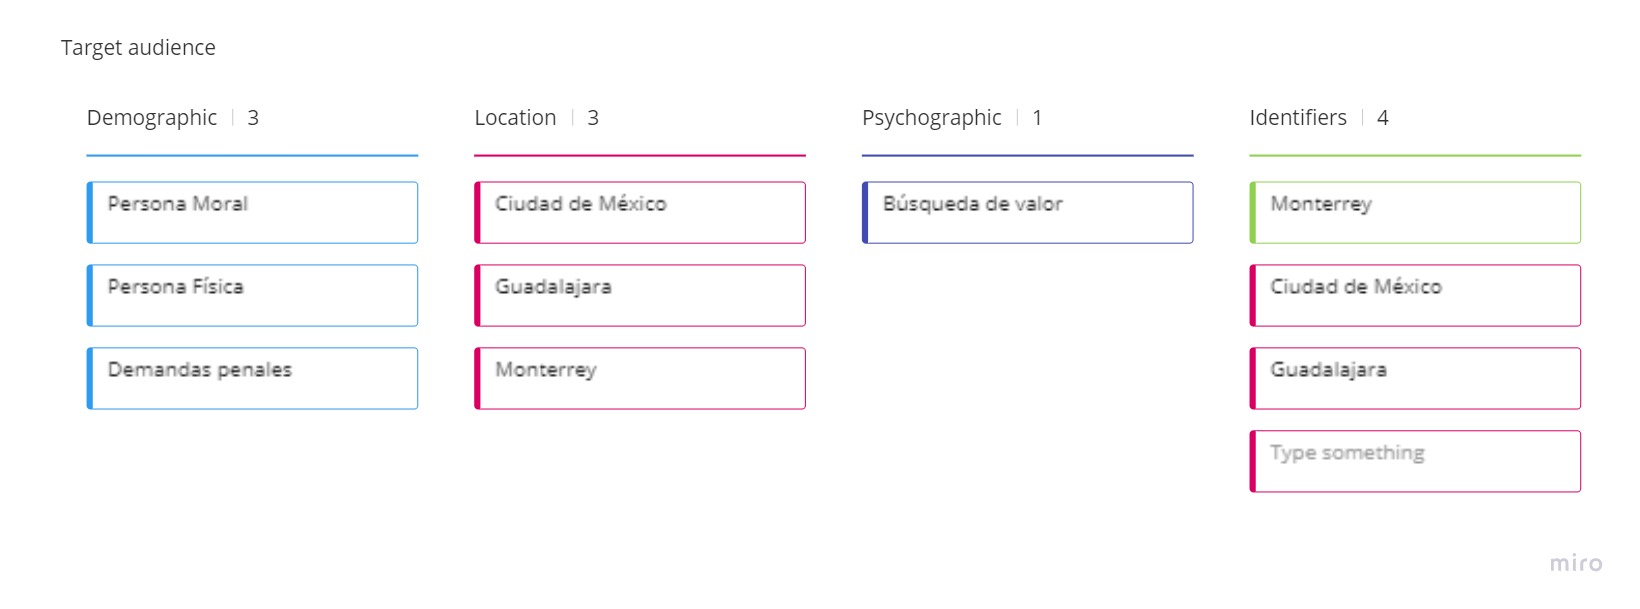 Target audience
Demographic | 3
Persona Moral
Persona Física
Demandas penales
Location | 3
Ciudad de México
Guadalajara
Monterrey
Psychographic | 1
Búsqueda de valor
Identifiers | 4
Monterrey
Ciudad de México
Guadalajara
Type something
miro